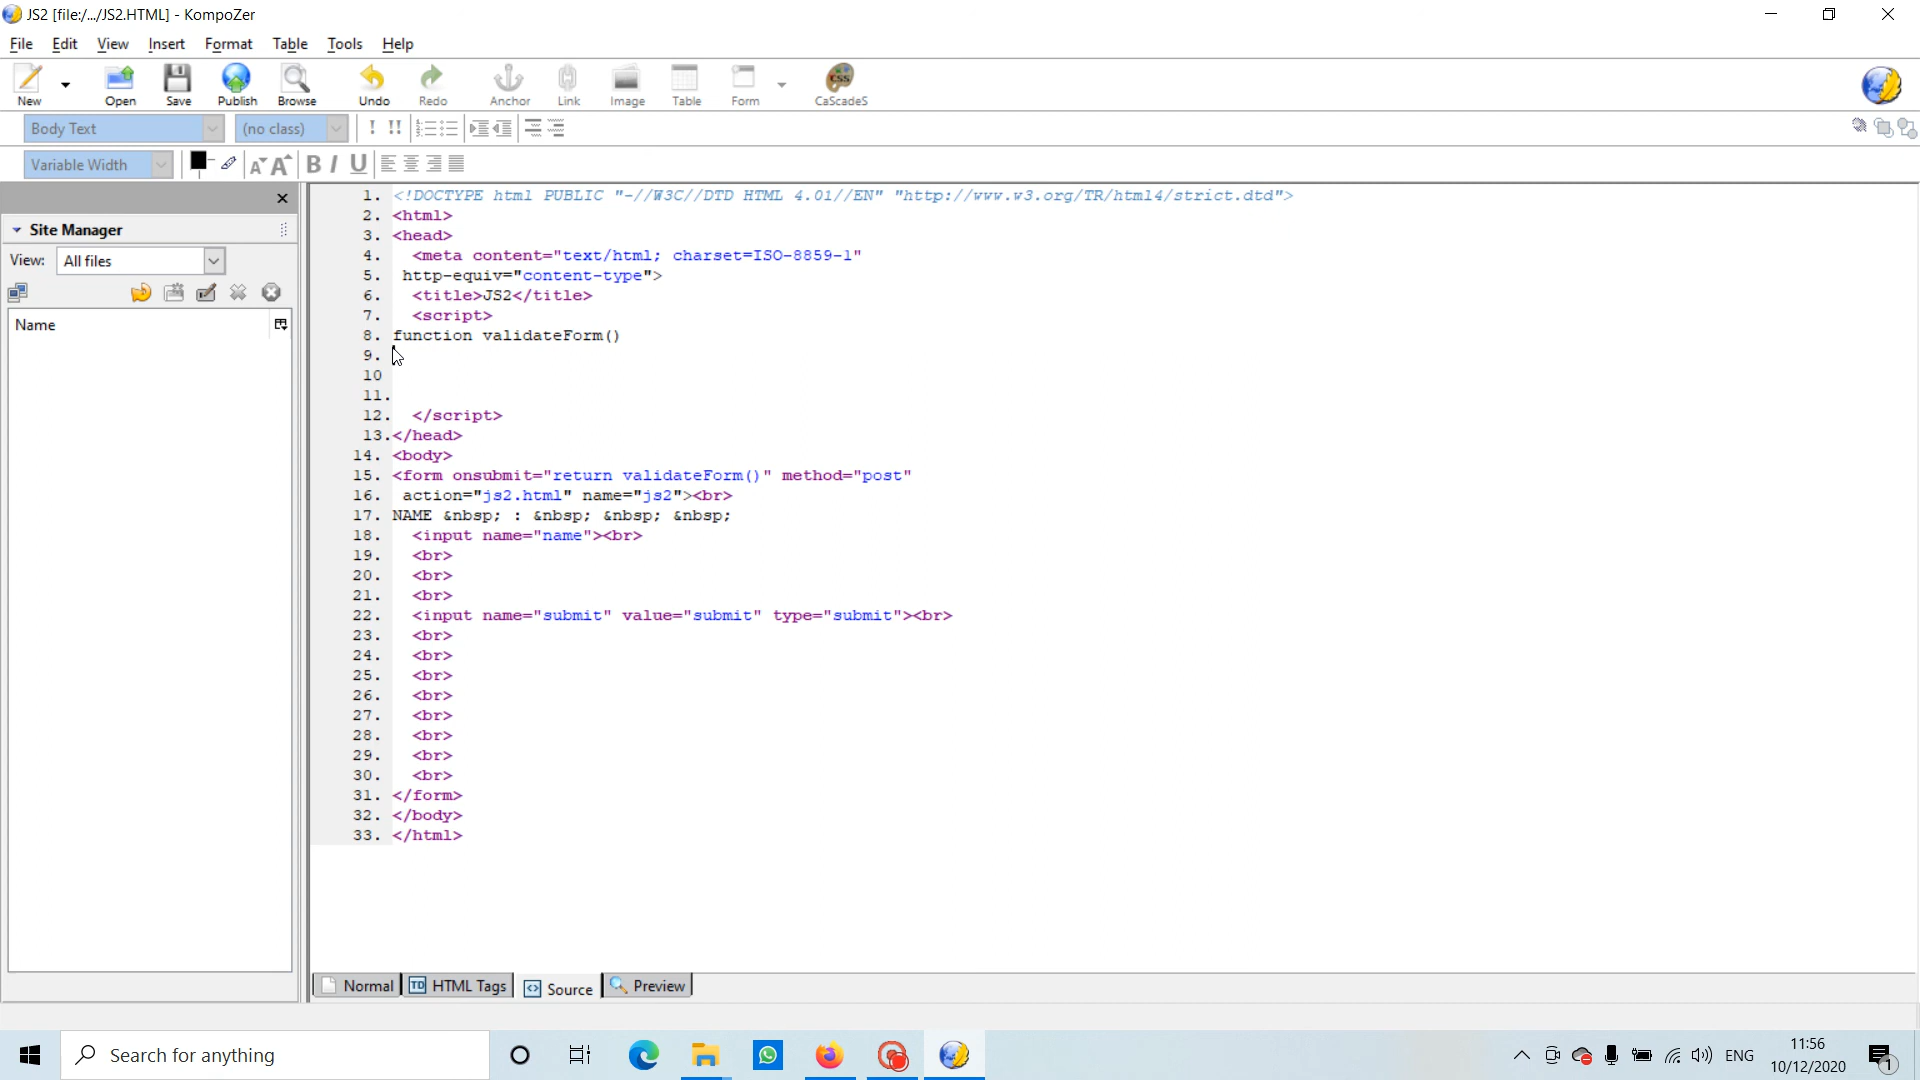 JS2 [file:/.../JS2.HTML] - KompoZer
File Edit View Insert Format Table Tools Help
New Open Save Publish Browse Undo Redo Anchor Link Image Table Form CaScadeS
Body Text (no class) ! !!
Variable Width A A B I U
Site Manager
View: All files
Name
1. <!DOCTYPE html PUBLIC "-//W3C//DTD HTML 4.01//EN" "http://www.w3.org/TR/html4/strict.dtd">
2. <html>
3. <head>
4. <meta content="text/html; charset=ISO-8859-1"
5. http-equiv="content-type">
6. <title>JS2</title>
7. <script>
8. function validateForm()
9.
10
11.
12. </script>
13.</head>
14. <body>
15. <form onsubmit="return validateForm()" method="post"
16. action="js2.html" name="js2"><br>
17. NAME &nbsp; : &nbsp; &nbsp; &nbsp;
18. <input name="name"><br>
19. <br>
20. <br>
21. <br>
22. <input name="submit" value="submit" type="submit"><br>
23. <br>
24. <br>
25. <br>
26. <br>
27. <br>
28. <br>
29. <br>
30. <br>
31. </form>
32. </body>
33. </html>
Normal TD HTML Tags Source Preview
Search for anything
ENG
11:56
10/12/2020
1